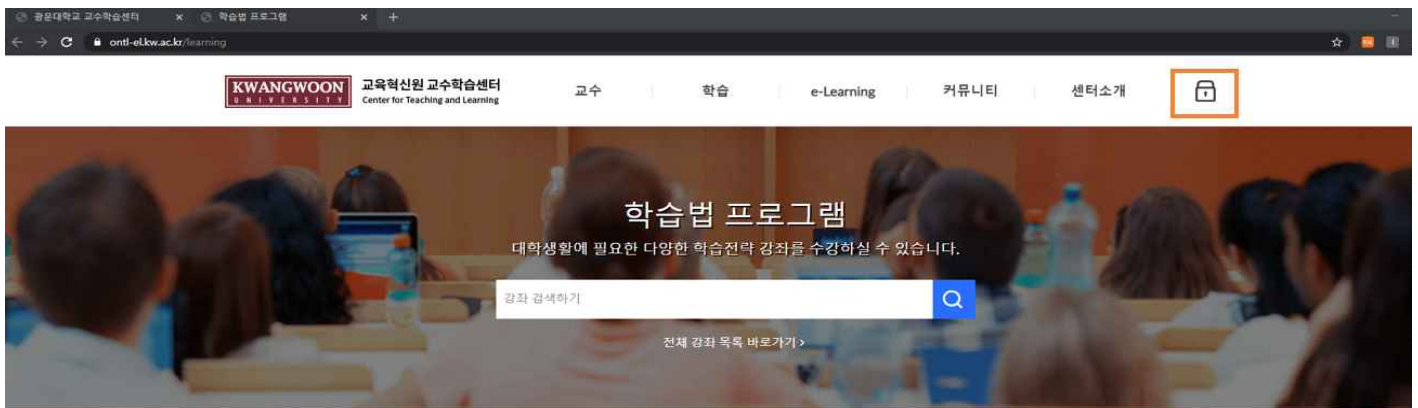 광운대학교 교수학습센터
학습법 프로그램
ontl-el.kw.ac.kr/learning
KWANGWOON
UNIVERSITY
교육혁신원 교수학습센터
Center for Teaching and Learning
교수
학습
e-Learning
커뮤니티
센터소개
학습법 프로그램
대학생활에 필요한 다양한 학습전략 강좌를 수강하실 수 있습니다.
강좌 검색하기
전체 강좌 목록 바로가기 >